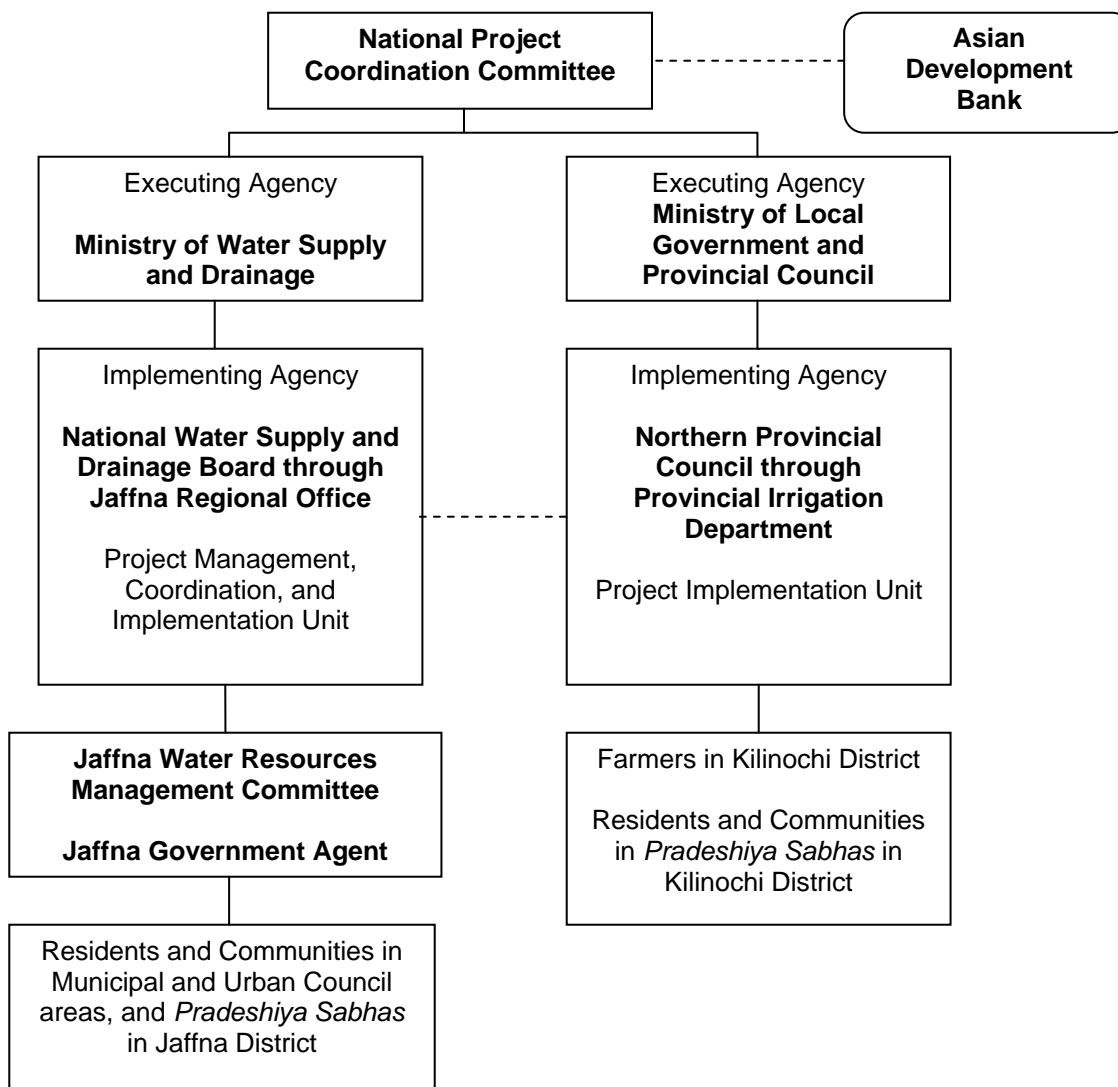 National Project
Coordination Committee
Asian
Development
Bank
Executing Agency
Ministry of Water Supply
and Drainage
Executing Agency
Ministry of Local
Government and
Provincial Council
Implementing Agency
National Water Supply and
Drainage Board through
Jaffna Regional Office
Project Management,
Coordination, and
Implementation Unit
Implementing Agency
Northern Provincial
Council through
Provincial Irrigation
Department
Project Implementation Unit
Jaffna Water Resources
Management Committee
Jaffna Government Agent
Farmers in Kilinochi District
Residents and Communities
in Pradeshiya Sabhas in
Kilinochi District
Residents and Communities in
Municipal and Urban Council
areas, and Pradeshiya Sabhas
in Jaffna District